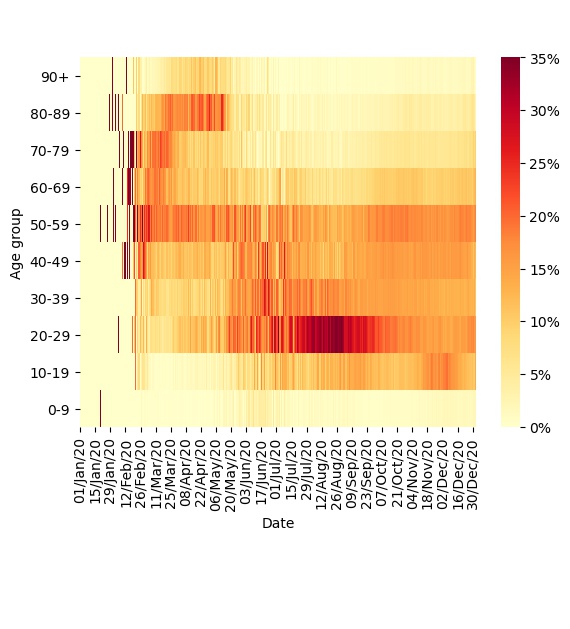 35%
90+
80-89
30%
70-79
25%
60-69
20%
50-59
Age group
15%
40-49
30-39
10%
20-29
5%
10-19
0-9
0%
01/Jan/20
15/Jan/20
29/Jan/20
12/Feb/20
26/Feb/20
11/Mar/20
25/Mar/20
08/Apr/20
22/Apr/20
06/May/20
20/May/20
03/Jun/20
17/Jun/20
01/Jul/20
15/Jul/20
29/Jul/20
12/Aug/20
26/Aug/20
09/Sep/20
23/Sep/20
07/Oct/20
21/Oct/20
04/Nov/20
18/Nov/20
02/Dec/20
16/Dec/20
30/Dec/20
Date